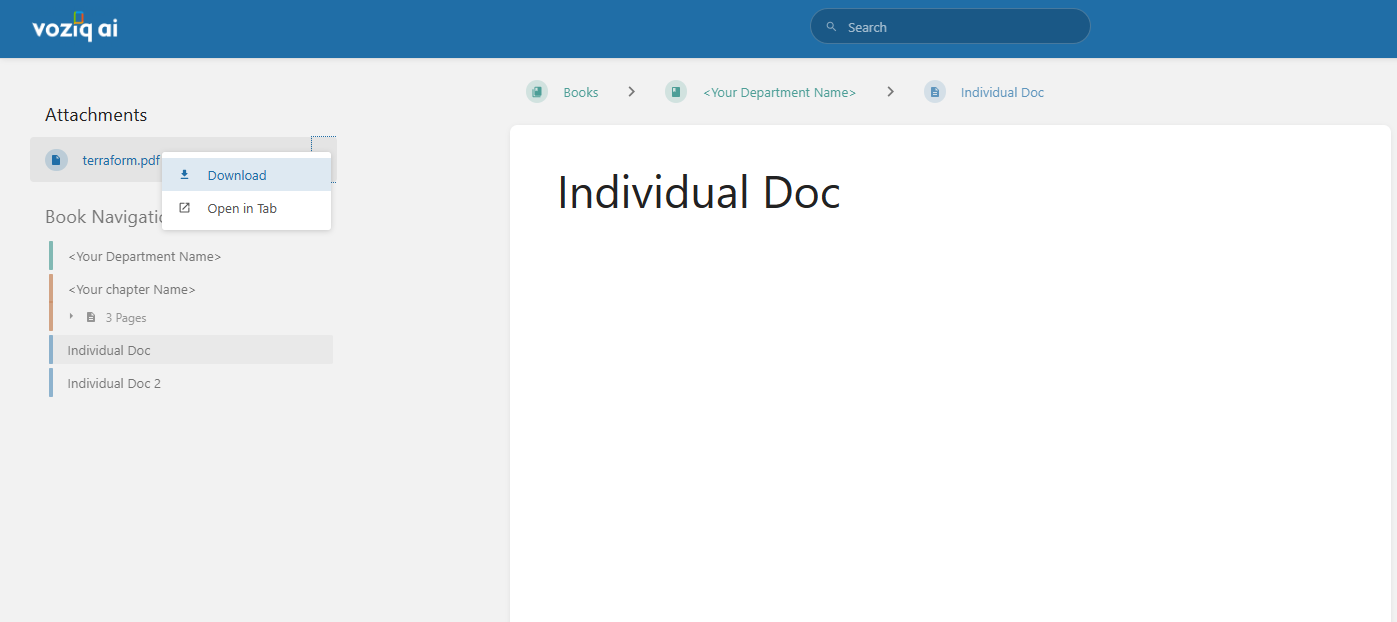 voziq ai
Search
Books
<Your Department Name>
Individual Doc
Attachments
terraform.pdf
Download
Open in Tab
Book Navigati
<Your Department Name>
<Your chapter Name>
3 Pages
Individual Doc
Individual Doc 2
Individual Doc